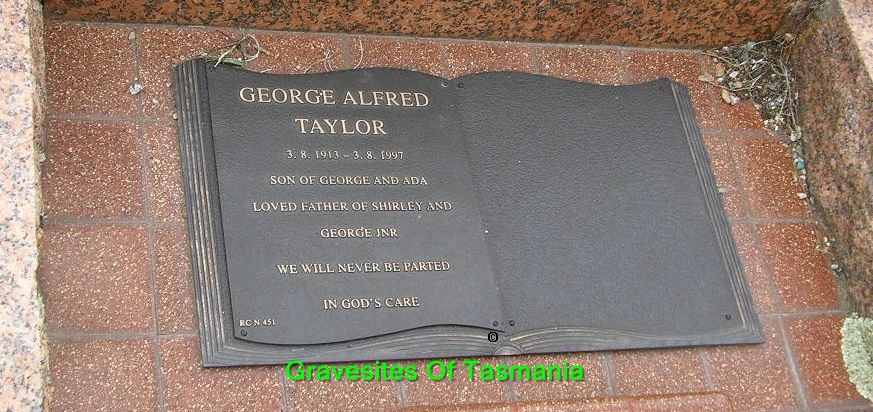 GEORGE ALFRED
TAYLOR
3. 8. 1913 – 3. 8. 1997
SON OF GEORGE AND ADA
LOVED FATHER OF SHIRLEY AND
GEORGE JNR
WE WILL NEVER BE PARTED
IN GOD'S CARE
RC N 451
©
Gravesites Of Tasmania